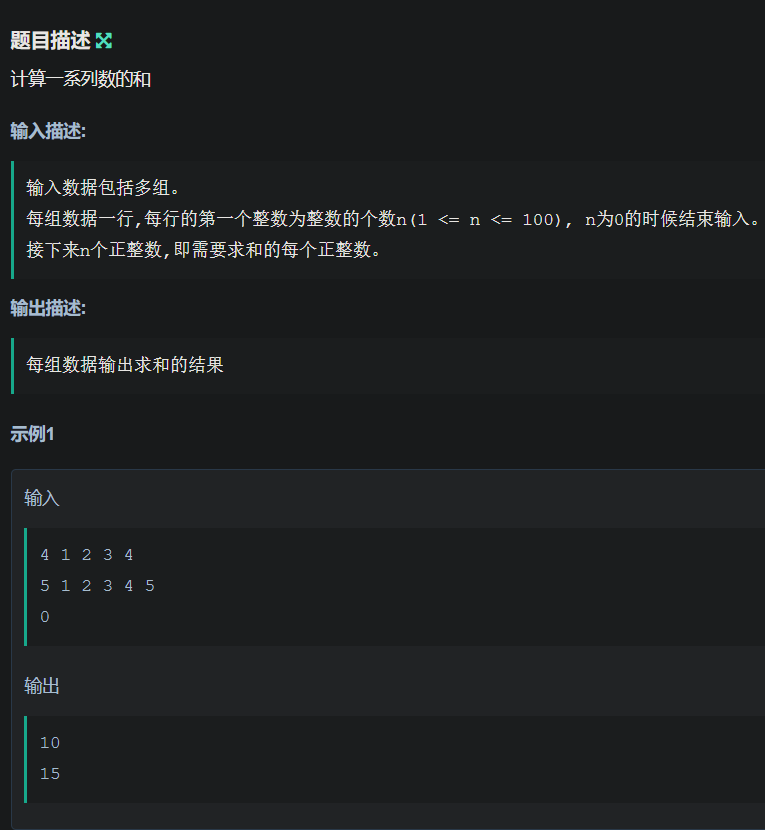 题目描述
计算一系列数的和
输入描述:
输入数据包括多组。
每组数据一行,每行的第一个整数为整数的个数n(1 <= n <= 100), n为0的时候结束输入。
接下来n个正整数,即需要求和的每个正整数。
输出描述:
每组数据输出求和的结果
示例1
输入
4 1 2 3 4
5 1 2 3 4 5
0
输出
10
15